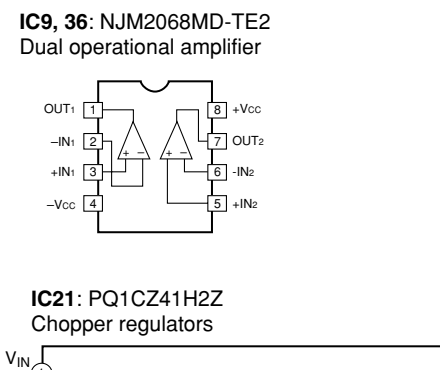 IC9, 36: NJM2068MD-TE2
Dual operational amplifier
OUT1 1 8 +VCC
–IN1 2 7 OUT2
+ – + –
+IN1 3 6 -IN2
–VCC 4 5 +IN2
IC21: PQ1CZ41H2Z
Chopper regulators
VIN